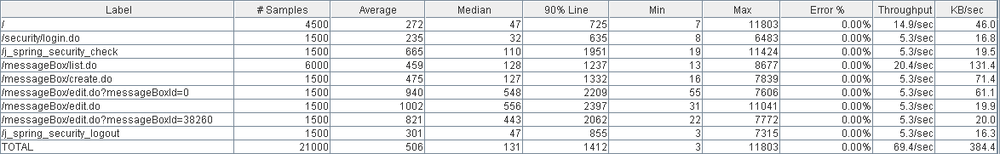 Label # Samples Average Median 90% Line Min Max Error % Throughput KB/sec
/ 4500 272 47 725 7 11803 0.00% 14.9/sec 46.0
/security/login.do 1500 235 32 635 8 6483 0.00% 5.3/sec 16.8
/j_spring_security_check 1500 665 110 1951 19 11424 0.00% 5.3/sec 19.5
/messageBox/list.do 6000 459 128 1237 13 8677 0.00% 20.4/sec 131.4
/messageBox/create.do 1500 475 127 1332 16 7839 0.00% 5.3/sec 71.4
/messageBox/edit.do?messageBoxId=0 1500 940 548 2209 55 7606 0.00% 5.3/sec 61.1
/messageBox/edit.do 1500 1002 556 2397 31 11041 0.00% 5.3/sec 19.9
/messageBox/edit.do?messageBoxId=38260 1500 821 443 2062 22 7772 0.00% 5.3/sec 20.0
/j_spring_security_logout 1500 301 47 855 3 7315 0.00% 5.3/sec 16.3
TOTAL 21000 506 131 1412 3 11803 0.00% 69.4/sec 384.4